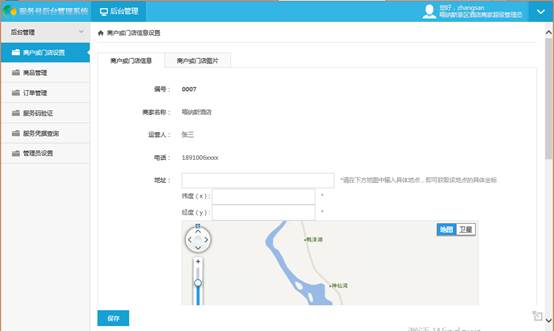 服务号后台管理系统
后台管理
您好，zhangsan
喀纳斯景区酒店商家超级管理员
后台管理
商户或门店设置
商品管理
订单管理
服务码验证
服务凭据查询
管理员设置
商户或门店信息设置
商户或门店信息
商户或门店图片
编号： 0007
商家名称： 喀纳斯酒店
运营人： 张三
电话： 1891006xxxx
地址： *请在下方地图中输入具体地点，即可获取该地点的具体坐标
纬度（x）: *
经度（y）: *
地图 卫星
鸭泽湖
神仙湾
保存